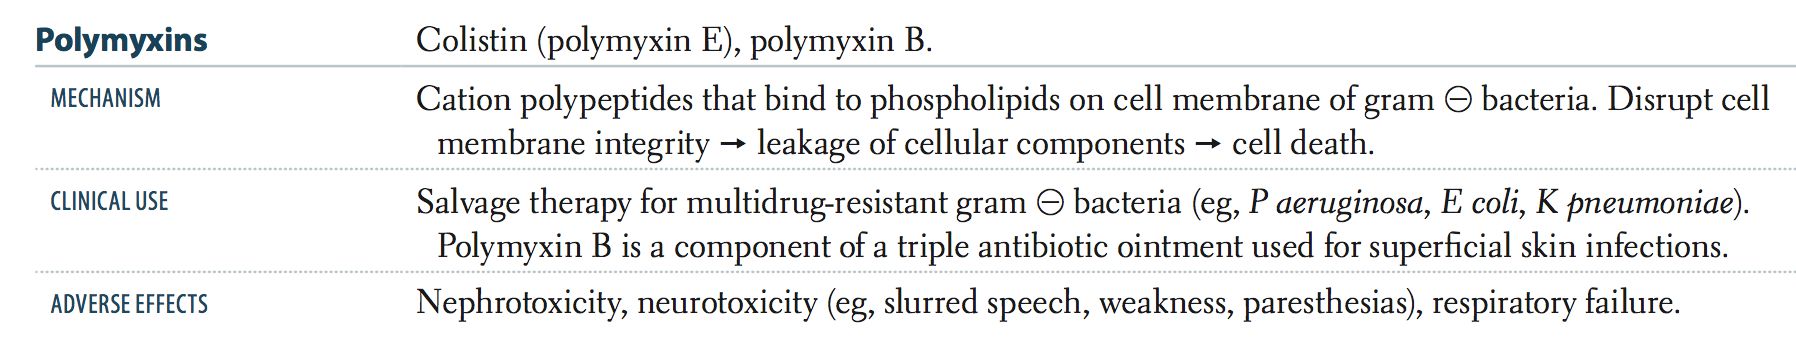 Polymyxins Colistin (polymyxin E), polymyxin B.
MECHANISM Cation polypeptides that bind to phospholipids on cell membrane of gram ⊖ bacteria. Disrupt cell
membrane integrity → leakage of cellular components → cell death.
CLINICAL USE Salvage therapy for multidrug-resistant gram ⊖ bacteria (eg, P aeruginosa, E coli, K pneumoniae).
Polymyxin B is a component of a triple antibiotic ointment used for superficial skin infections.
ADVERSE EFFECTS Nephrotoxicity, neurotoxicity (eg, slurred speech, weakness, paresthesias), respiratory failure.